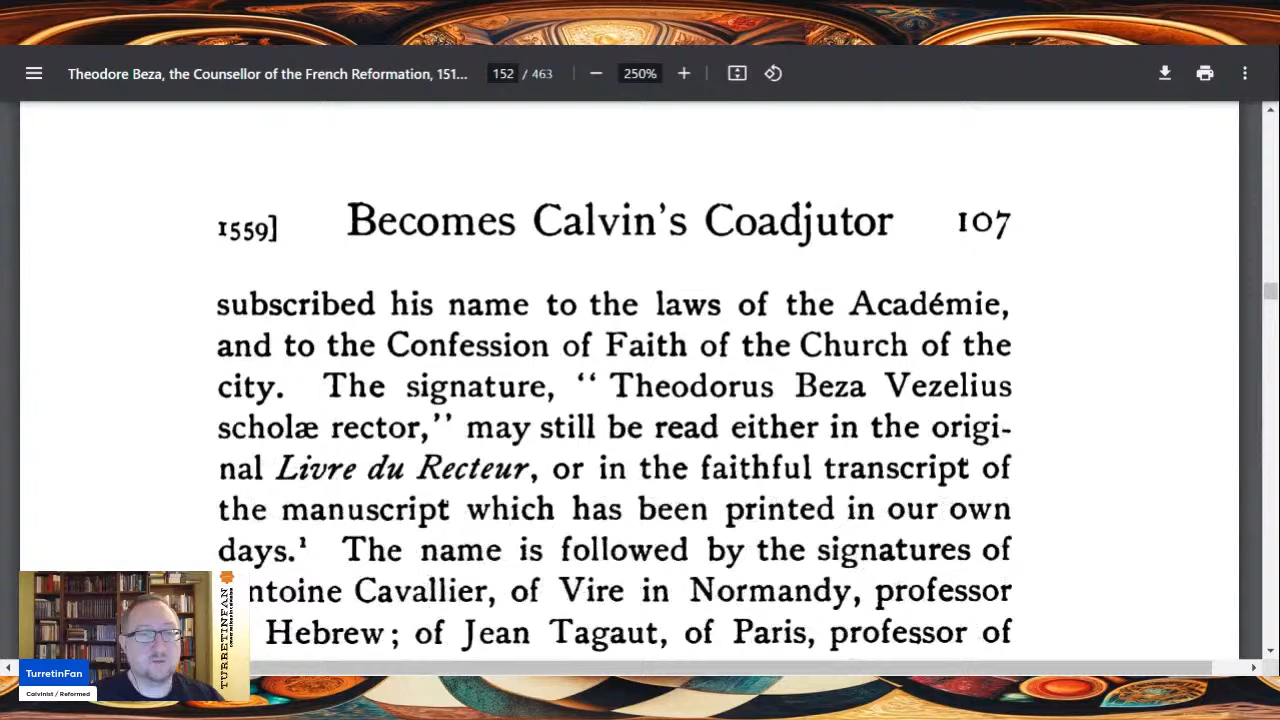 Theodore Beza, the Counsellor of the French Reformation, 151... 152 / 463 250%
1559] Becomes Calvin's Coadjutor 107
subscribed his name to the laws of the Académie,
and to the Confession of Faith of the Church of the
city. The signature, “ Theodorus Beza Vezelius
scholæ rector,” may still be read either in the origi-
nal Livre du Recteur, or in the faithful transcript of
the manuscript which has been printed in our own
days.¹ The name is followed by the signatures of
ntoine Cavallier, of Vire in Normandy, professor
Hebrew ; of Jean Tagaut, of Paris, professor of
TURRETINFAN
TurretinFan
Calvinist / Reformed